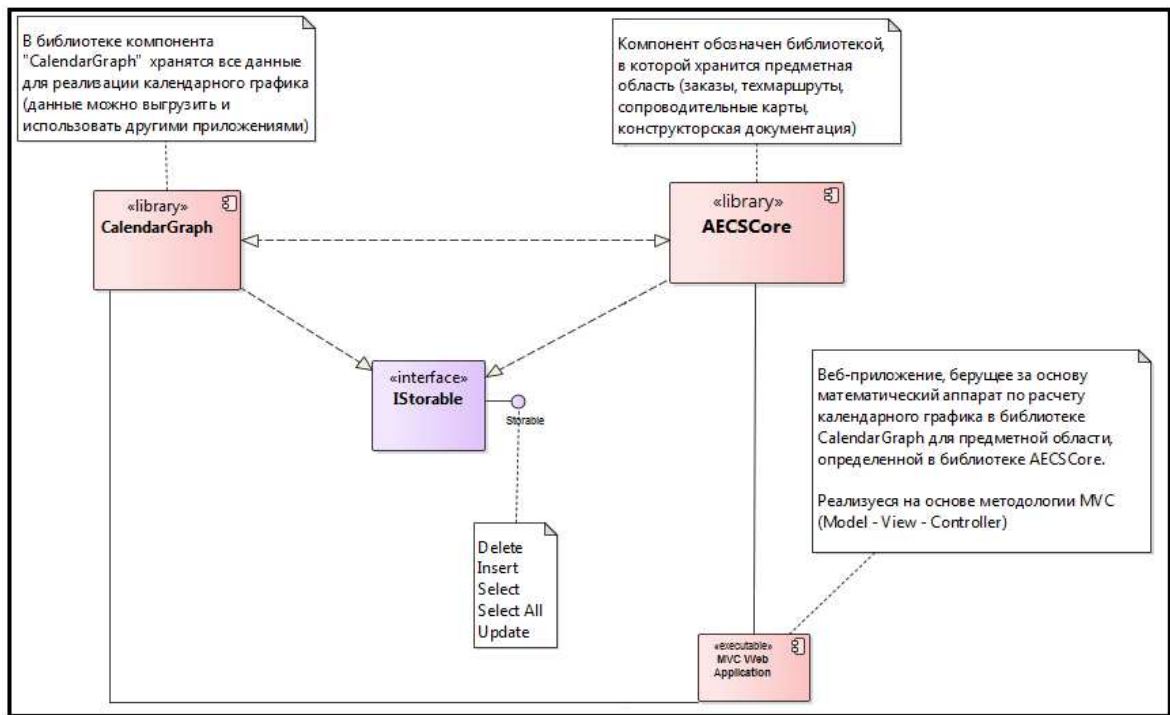 В библиотеке компонента
"CalendarGraph" хранятся все данные
для реализации календарного графика
(данные можно выгрузить и
использовать другими приложениями)
Компонент обозначен библиотекой,
в которой хранится предметная
область (заказы, техмаршруты,
сопроводительные карты,
конструкторская документация)
«library»
CalendarGraph
«library»
AECSCore
«interface»
IStorable
Storable
Веб-приложение, берущее за основу
математический аппарат по расчету
календарного графика в библиотеке
CalendarGraph для предметной области,
определенной в библиотеке AECSCore.
Реализуеся на основе методологии MVC
(Model - View - Controller)
Delete
Insert
Select
Select All
Update
«executable»
MVC Web
Application